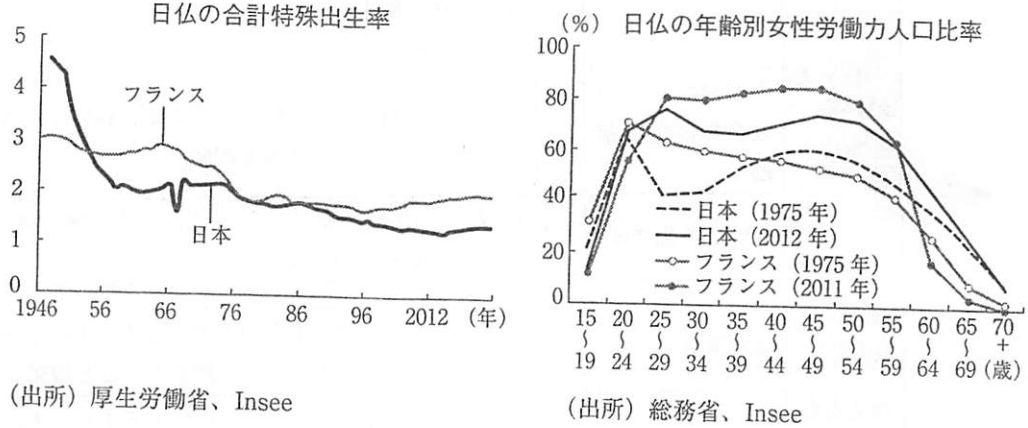 日仏の合計特殊出生率
5
4
3
2
1
0
フランス
日本
1946 56 66 76 86 96 2012 (年)
(出所) 厚生労働省、Insee
(%) 日仏の年齢別女性労働力人口比率
100
80
60
40
20
0
日本 (1975 年)
日本 (2012 年)
フランス (1975 年)
フランス (2011 年)
15 20 25 30 35 40 45 50 55 60 65 70
〜 〜 〜 〜 〜 〜 〜 〜 〜 〜 〜 +
19 24 29 34 39 44 49 54 59 64 69 (歳)
(出所) 総務省、Insee